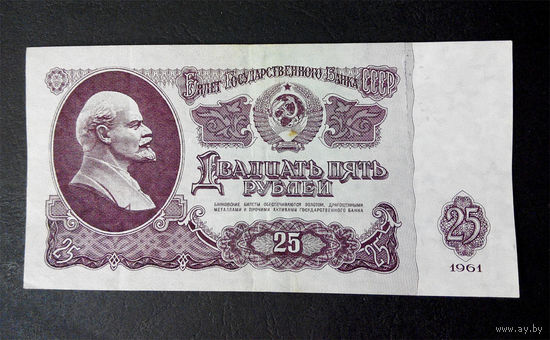 Билет Государственного Банка СССР
Двадцать пять
рублей
БАНКОВСКИЕ БИЛЕТЫ ОБЕСПЕЧИВАЮТСЯ ЗОЛОТОМ, ДРАГОЦЕННЫМИ
МЕТАЛЛАМИ И ПРОЧИМИ АКТИВАМИ ГОСУДАРСТВЕННОГО БАНКА
25
25
25
25
1961
www.ay.by